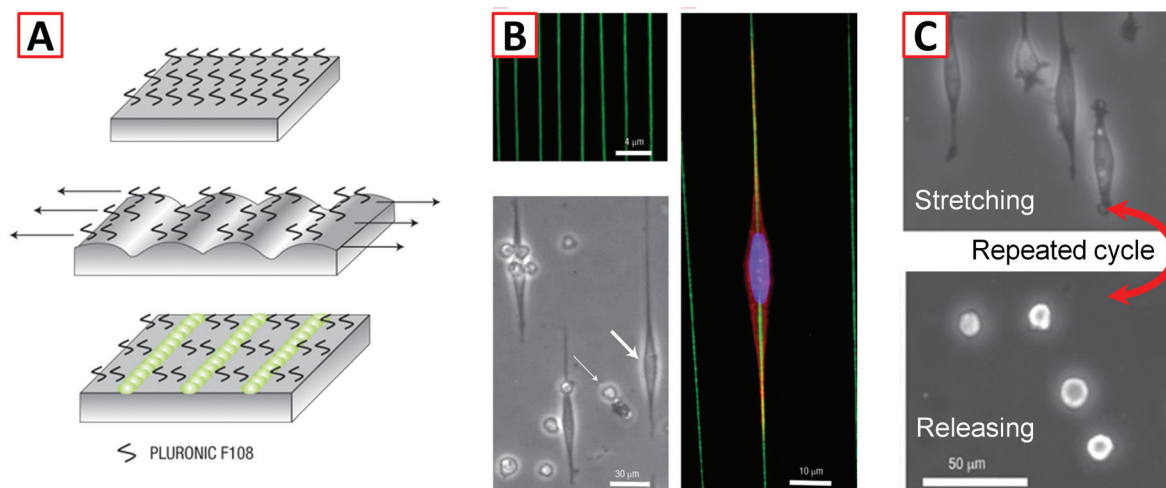 A
PLURONIC F108
B
4 μm
30 μm
10 μm
C
Stretching
Repeated cycle
Releasing
50 μm